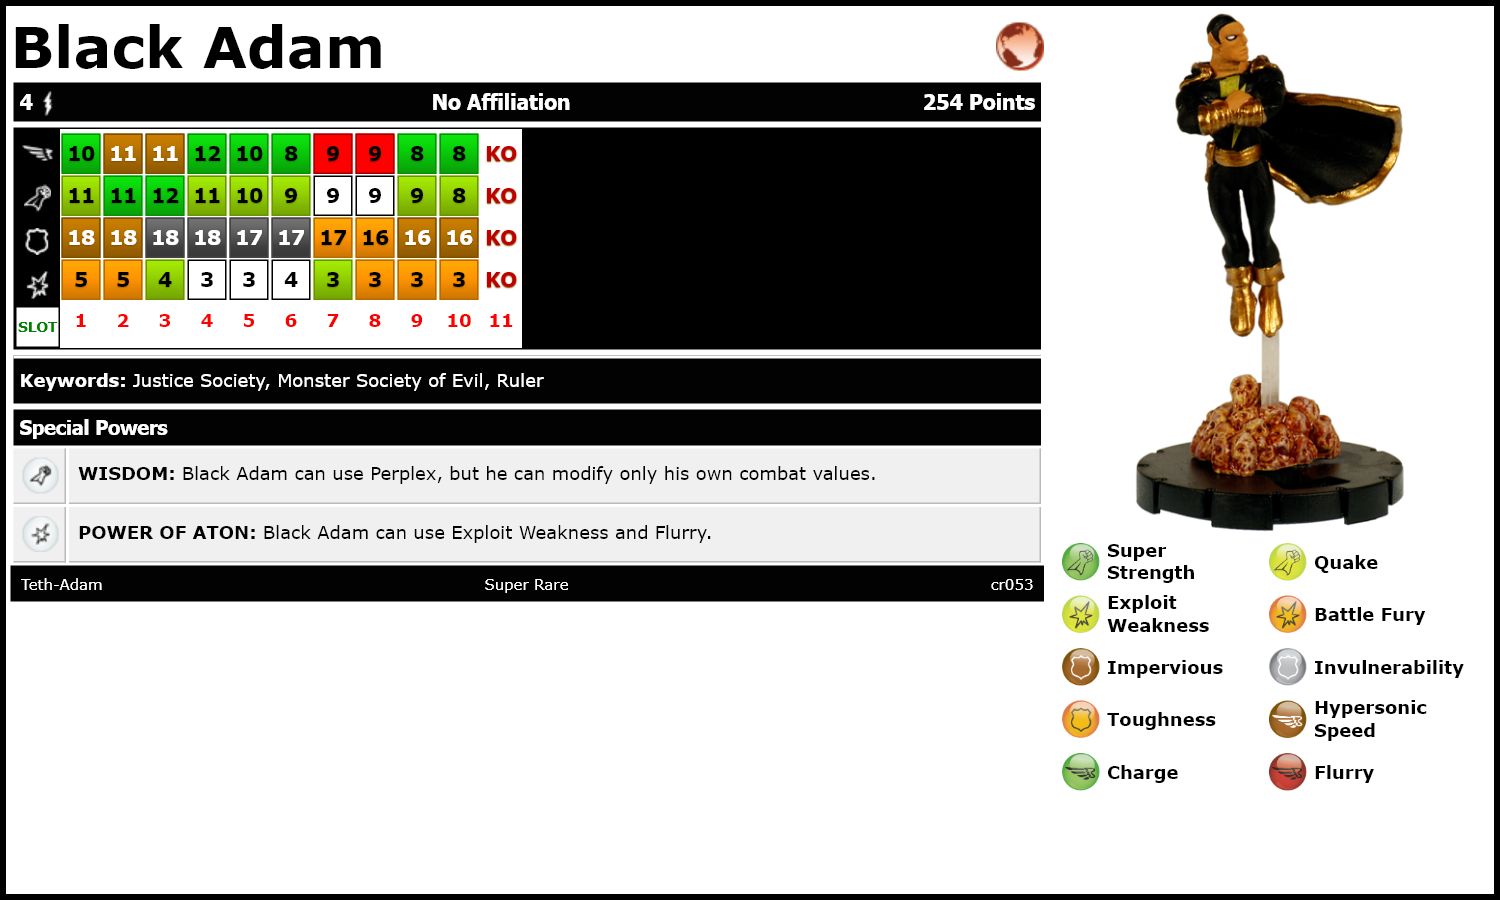 Black Adam
4 No Affiliation 254 Points
10 11 11 12 10 8 9 9 8 8 KO
11 11 12 11 10 9 9 9 9 8 KO
18 18 18 18 17 17 17 16 16 16 KO
5 5 4 3 3 4 3 3 3 3 KO
SLOT 1 2 3 4 5 6 7 8 9 10 11
Keywords: Justice Society, Monster Society of Evil, Ruler
Special Powers
WISDOM: Black Adam can use Perplex, but he can modify only his own combat values.
POWER OF ATON: Black Adam can use Exploit Weakness and Flurry.
Teth-Adam Super Rare cr053
Super
Strength
Quake
Exploit
Weakness
Battle Fury
Impervious
Invulnerability
Toughness
Hypersonic
Speed
Charge
Flurry